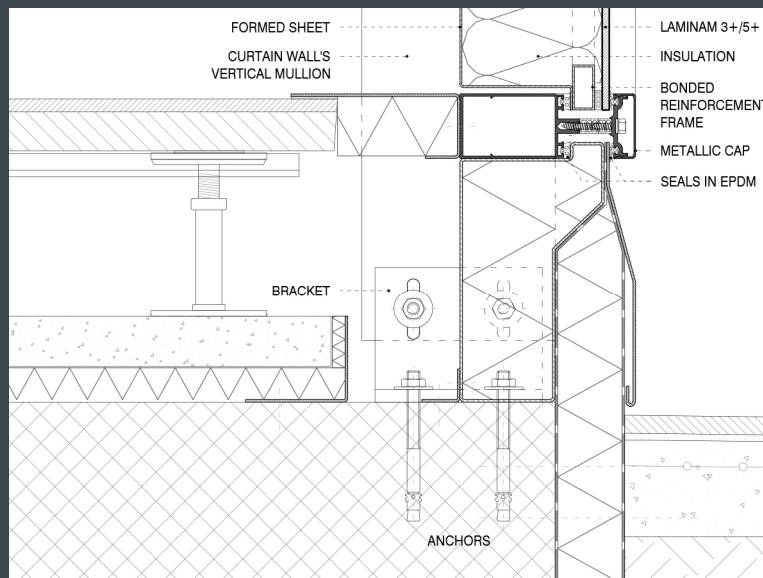 FORMED SHEET
CURTAIN WALL'S
VERTICAL MULLION
LAMINAM 3+/5+
INSULATION
BONDED
REINFORCEMENT
FRAME
METALLIC CAP
SEALS IN EPDM
BRACKET
ANCHORS